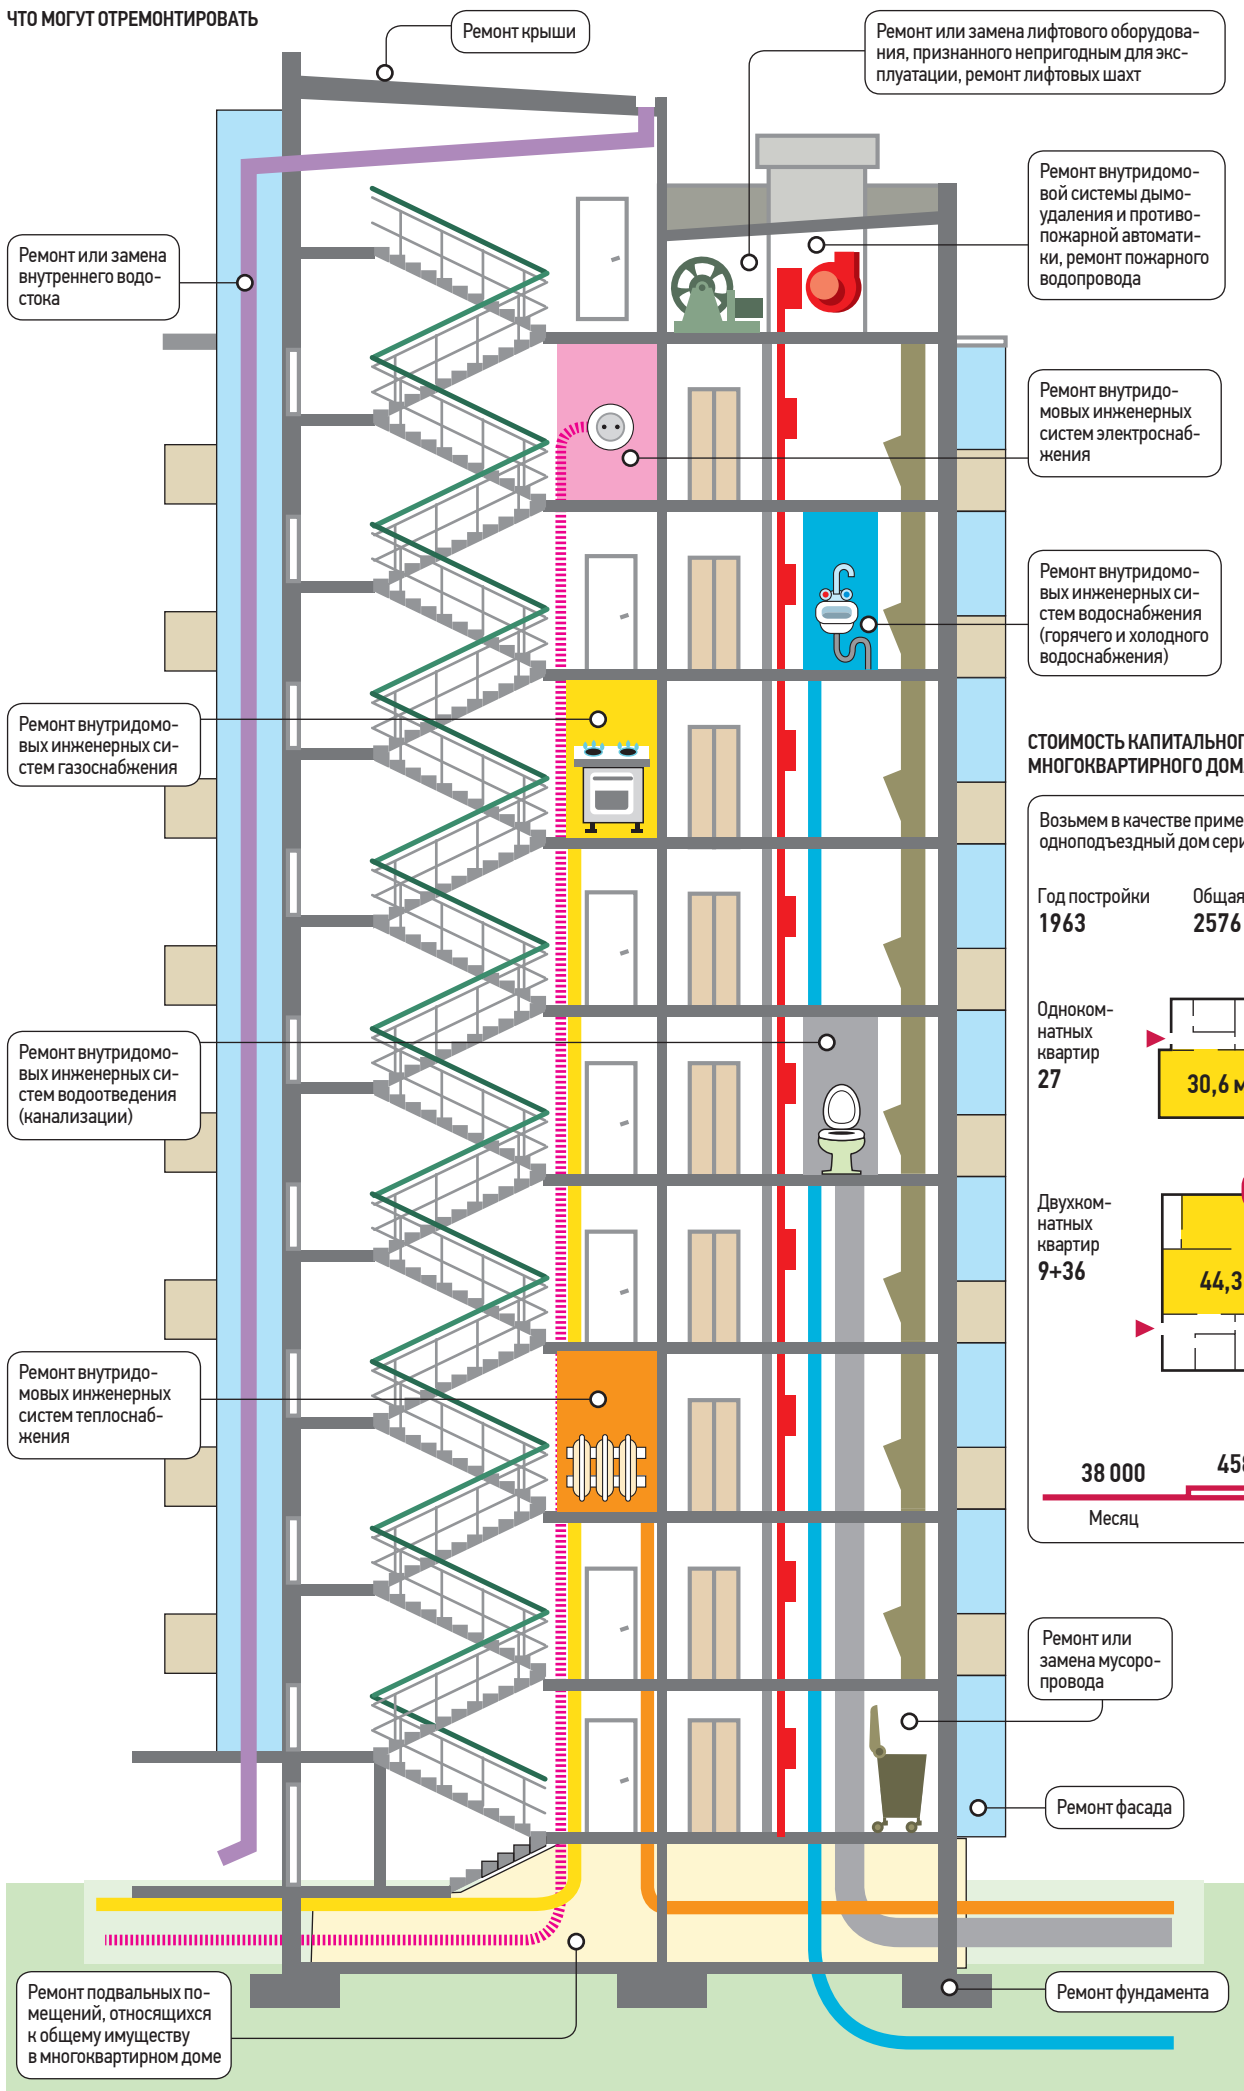 ЧТО МОГУТ ОТРЕМОНТИРОВАТЬ
Ремонт крыши
Ремонт или замена лифтового оборудова-
ния, признанного непригодным для экс-
плуатации, ремонт лифтовых шахт
Ремонт внутридомо-
вой системы дымо-
удаления и противо-
пожарной автомати-
ки, ремонт пожарного
водопровода
Ремонт или замена
внутреннего водо-
стока
Ремонт внутридо-
мовых инженерных
систем электроснаб-
жения
Ремонт внутридомо-
вых инженерных си-
стем водоснабжения
(горячего и холодного
водоснабжения)
Ремонт внутридомо-
вых инженерных си-
стем газоснабжения
СТОИМОСТЬ КАПИТАЛЬНОГ
МНОГОКВАРТИРНОГО ДОМ
Возьмем в качестве приме
одноподъездный дом сери
Год постройки
1963
Общая
2576
Одноком-
натных
квартир
27
30,6 м
Ремонт внутридомо-
вых инженерных си-
стем водоотведения
(канализации)
Двухком-
натных
квартир
9+36
44,3
Ремонт внутридо-
мовых инженерных
систем теплоснаб-
жения
38 000
458
Месяц
Ремонт или
замена мусоро-
провода
Ремонт фасада
Ремонт подвальных по-
мещений, относящихся
к общему имуществу
в многоквартирном доме
Ремонт фундамента